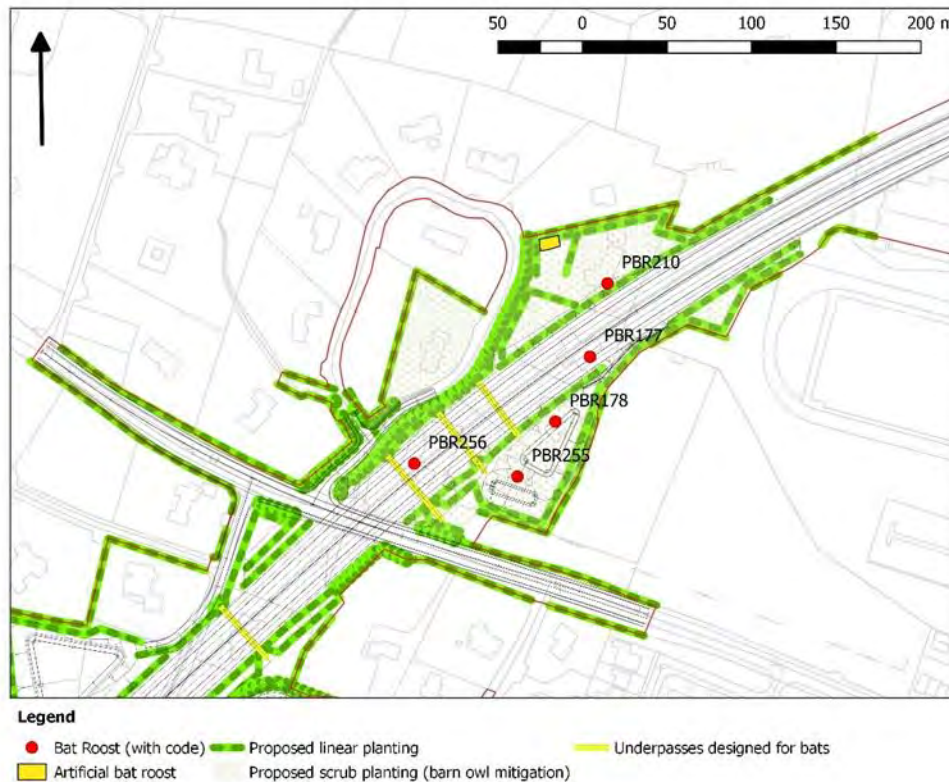 50 0 50 100 150 200 m
PBR210
PBR177
PBR178
PBR256
PBR255
Legend
Bat Roost (with code) Proposed linear planting Underpasses designed for bats
Artificial bat roost Proposed scrub planting (barn owl mitigation)